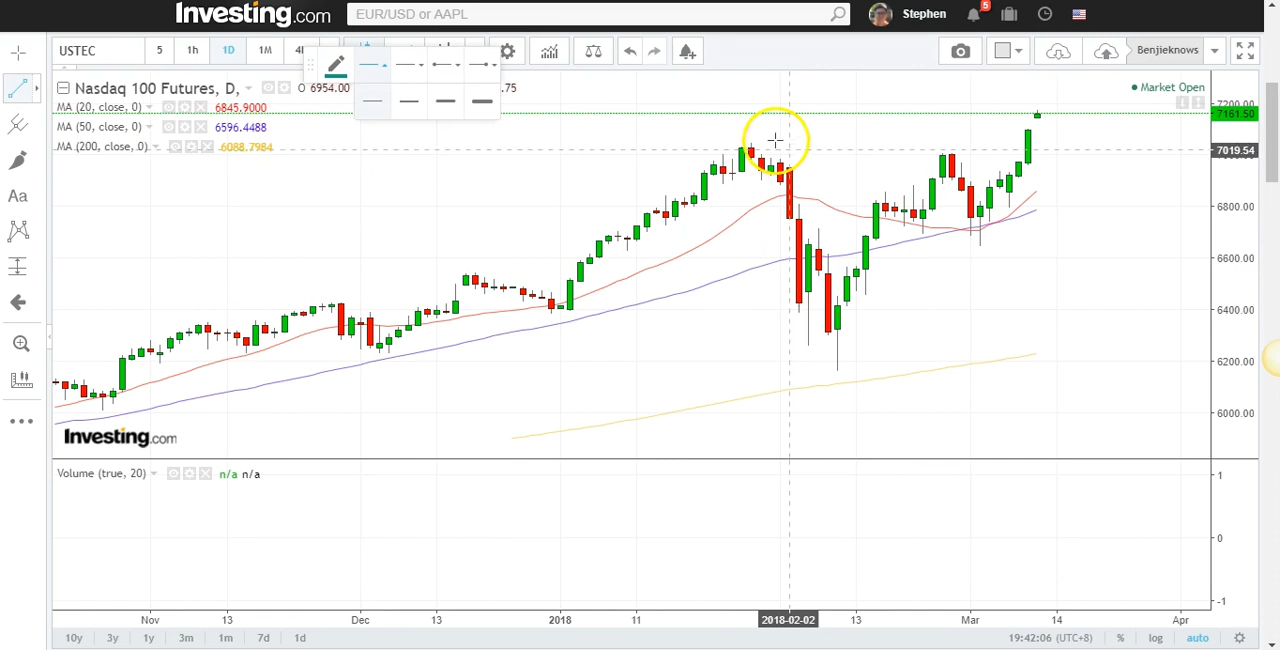 Investing.com
EUR/USD or AAPL
Stephen
5
USTEC
5
1h
1D
1M
Benjieknows
Nasdaq 100 Futures, D,
O 6954.00
.75
Market Open
MA (20, close, 0)
6845.9000
MA (50, close, 0)
6596.4488
MA (200, close, 0)
6088.7984
Aa
7200.00
7161.50
7019.54
6800.00
6600.00
6400.00
6200.00
6000.00
Investing.com
Volume (true, 20)
n/a n/a
1
0
-1
Nov
13
Dec
13
2018
11
2018-02-02
13
Mar
14
Apr
10y
3y
1y
3m
1m
7d
1d
19:42:06 (UTC+8)
%
log
auto